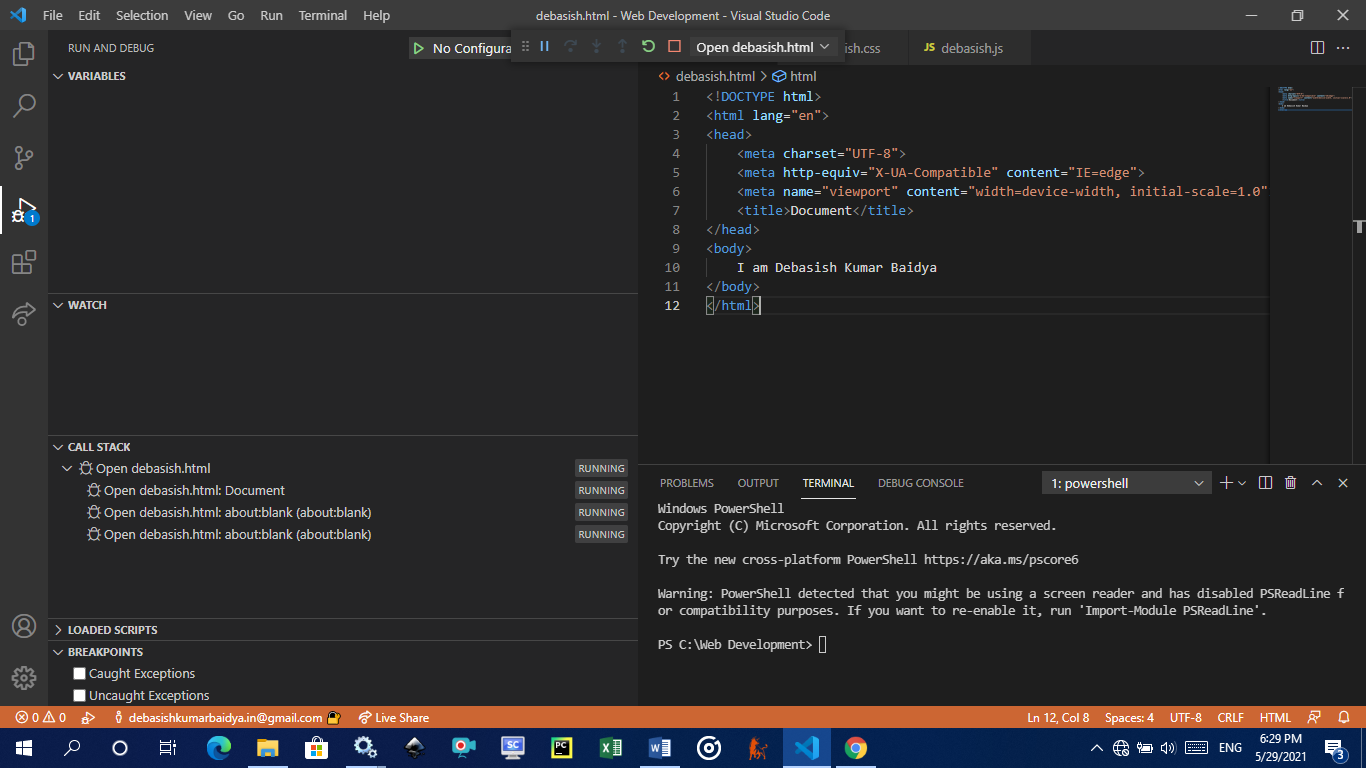 File Edit Selection View Go Run Terminal Help
debasish.html - Web Development - Visual Studio Code
RUN AND DEBUG
No Configura
Open debasish.html
ish.css
debasish.js
VARIABLES
WATCH
CALL STACK
Open debasish.html RUNNING
Open debasish.html: Document RUNNING
Open debasish.html: about:blank (about:blank) RUNNING
Open debasish.html: about:blank (about:blank) RUNNING
LOADED SCRIPTS
BREAKPOINTS
Caught Exceptions
Uncaught Exceptions
1
debasish.html > html
1 <!DOCTYPE html>
2 <html lang="en">
3 <head>
4 <meta charset="UTF-8">
5 <meta http-equiv="X-UA-Compatible" content="IE=edge">
6 <meta name="viewport" content="width=device-width, initial-scale=1.0"
7 <title>Document</title>
8 </head>
9 <body>
10 I am Debasish Kumar Baidya
11 </body>
12 </html>
PROBLEMS OUTPUT TERMINAL DEBUG CONSOLE
1: powershell
Windows PowerShell
Copyright (C) Microsoft Corporation. All rights reserved.
Try the new cross-platform PowerShell https://aka.ms/pscore6
Warning: PowerShell detected that you might be using a screen reader and has disabled PSReadLine f
or compatibility purposes. If you want to re-enable it, run 'Import-Module PSReadLine'.
PS C:\Web Development>
0 0 debasishkumarbaidya.in@gmail.com Live Share
Ln 12, Col 8 Spaces: 4 UTF-8 CRLF HTML
SC
PC
ENG
6:29 PM
5/29/2021
3